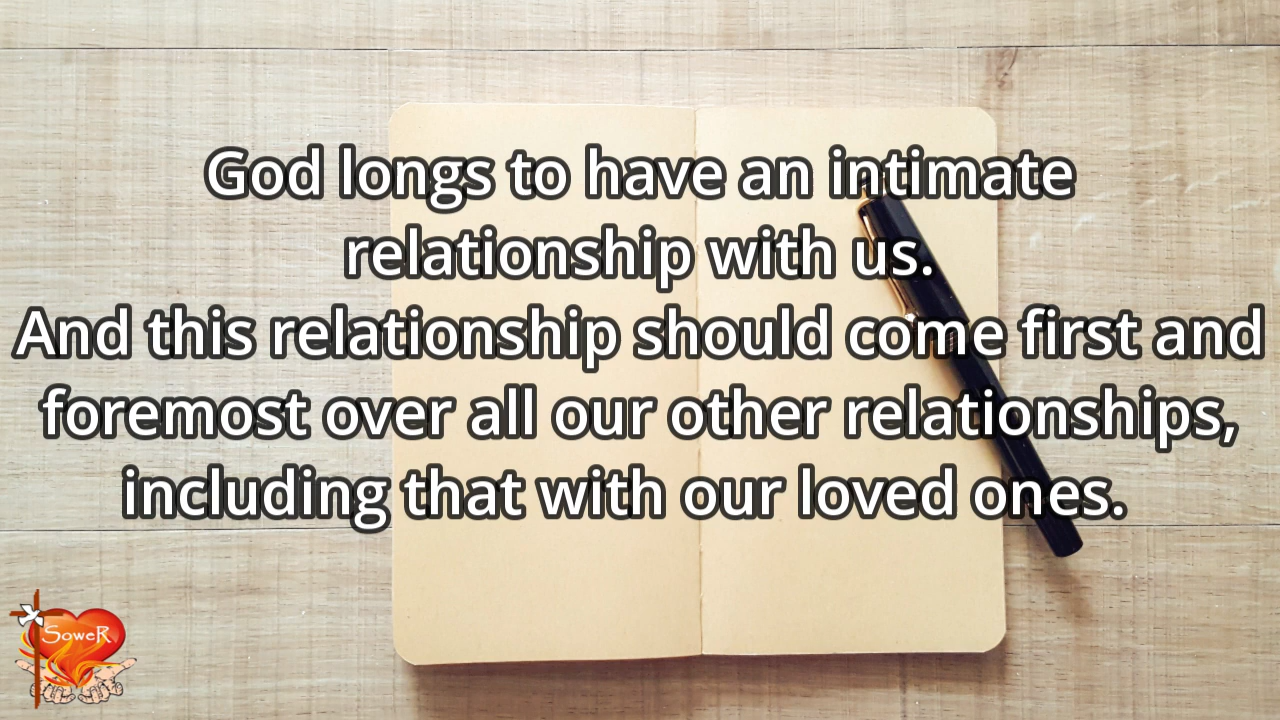 God longs to have an intimate
relationship with us.
And this relationship should come first and
foremost over all our other relationships,
including that with our loved ones.
SoweR